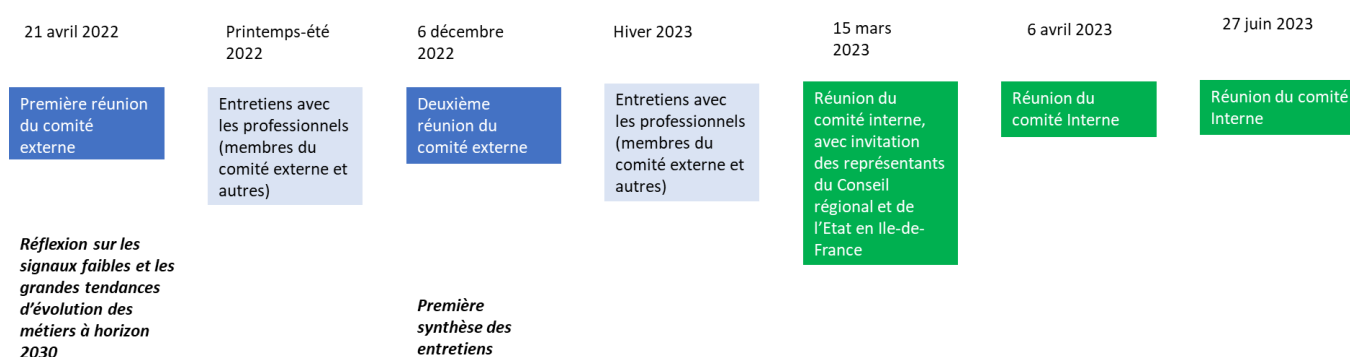 21 avril 2022
Printemps-été
2022
6 décembre
2022
Hiver 2023
15 mars
2023
6 avril 2023
27 juin 2023
Première réunion
du comité
externe
Entretiens avec
les professionnels
(membres du
comité externe et
autres)
Deuxième
réunion du
comité externe
Entretiens avec
les professionnels
(membres du
comité externe et
autres)
Réunion du
comité interne,
avec invitation
des représentants
du Conseil
régional et de
l'Etat en Ile-de-
France
Réunion du
comité Interne
Réunion du comité
Interne
Réflexion sur les
signaux faibles et les
grandes tendances
d'évolution des
métiers à horizon
2030
Première
synthèse des
entretiens